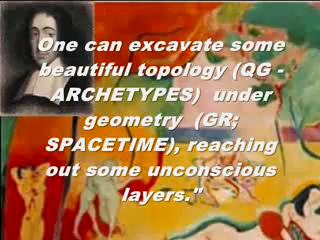 One can excavate some
beautiful topology (QG -
ARCHETYPES) under
geometry (GR;
SPACETIME), reaching
out some unconscious
layers."